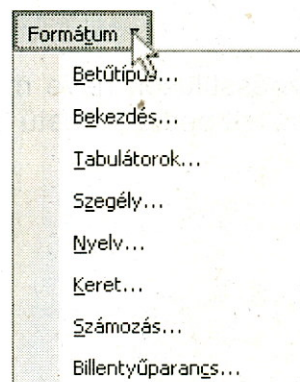 Formátum
Betűtípus...
Bekezdés...
Tabulátorok...
Szegély...
Nyelv...
Keret...
Számozás...
Billentyűparancs...